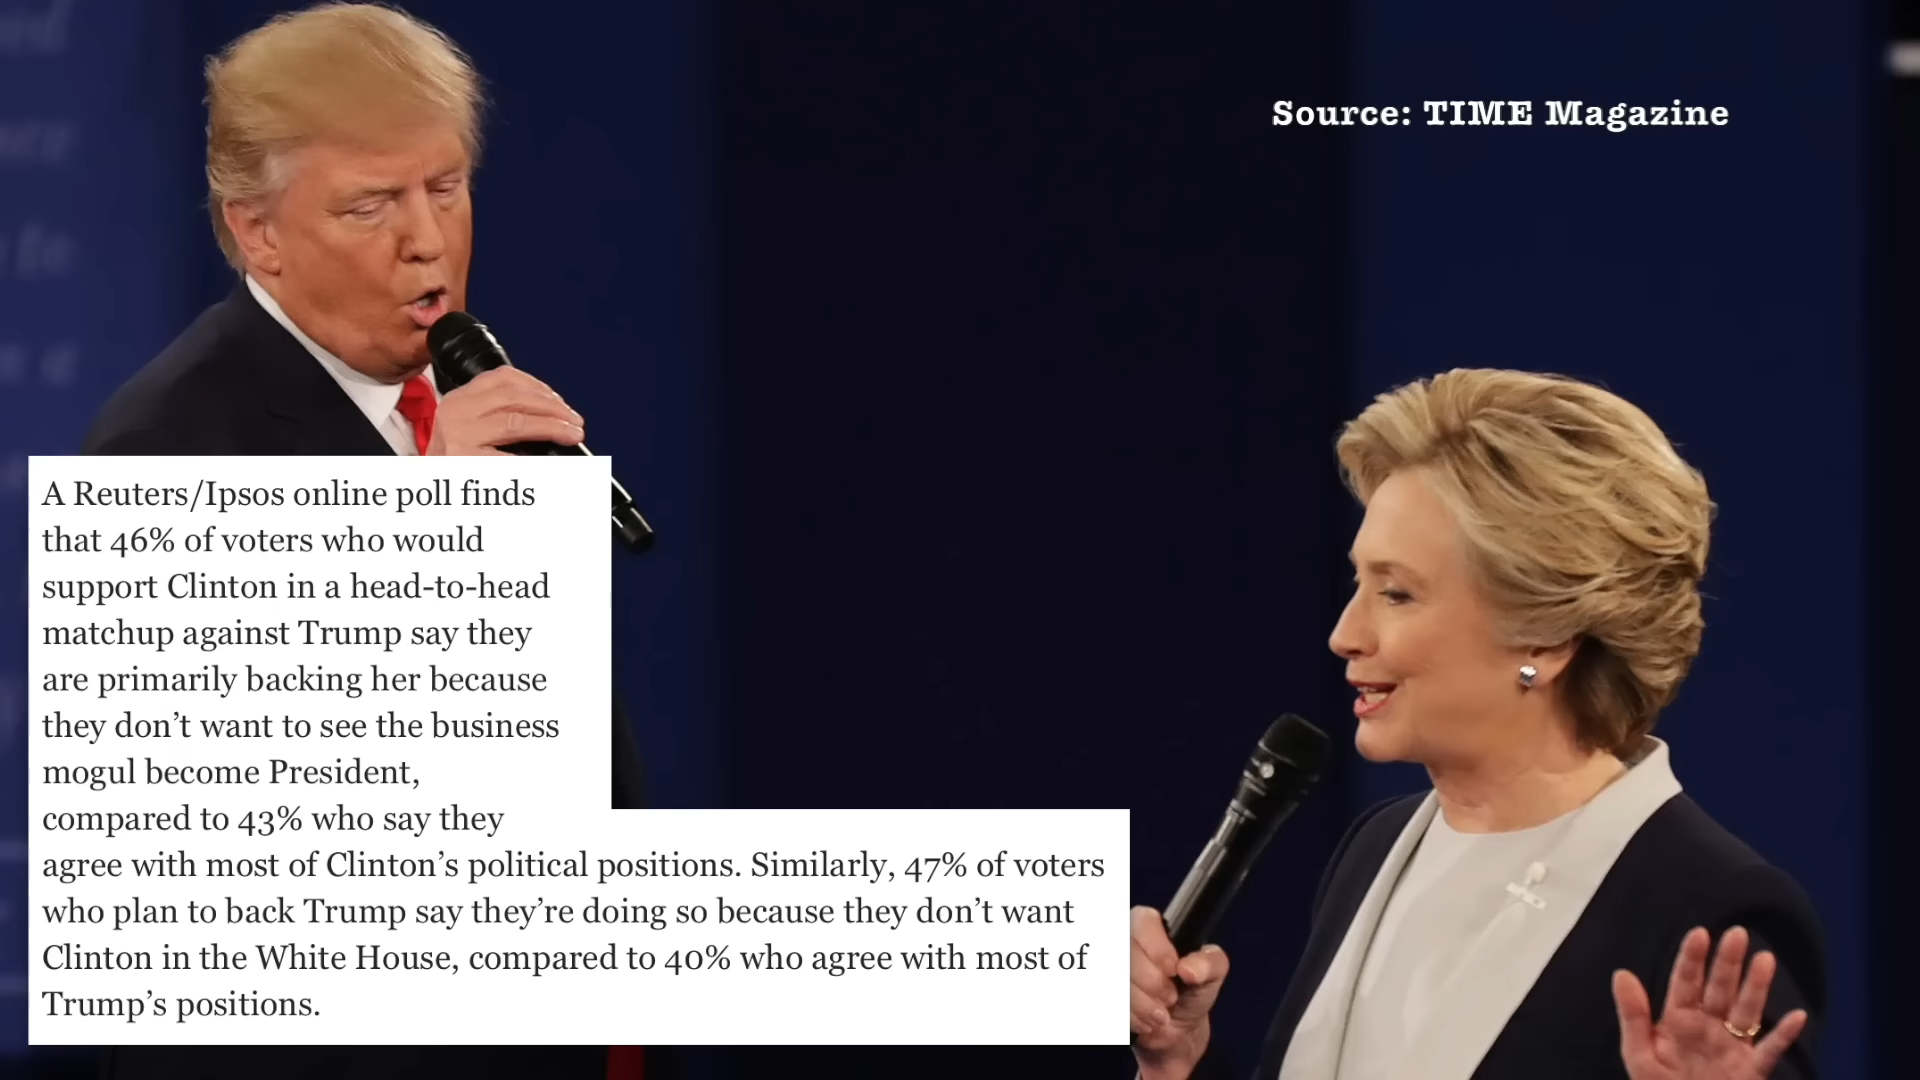 Source: TIME Magazine
A Reuters/Ipsos online poll finds
that 46% of voters who would
support Clinton in a head-to-head
matchup against Trump say they
are primarily backing her because
they don’t want to see the business
mogul become President,
compared to 43% who say they
agree with most of Clinton’s political positions. Similarly, 47% of voters
who plan to back Trump say they’re doing so because they don’t want
Clinton in the White House, compared to 40% who agree with most of
Trump’s positions.